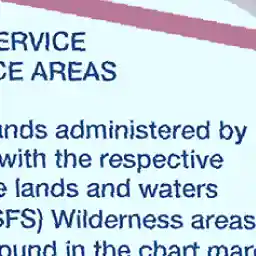 ERVICE
CE AREAS
ands administered by
with the respective
e lands and waters
SFS) Wilderness areas
ound in the chart mar